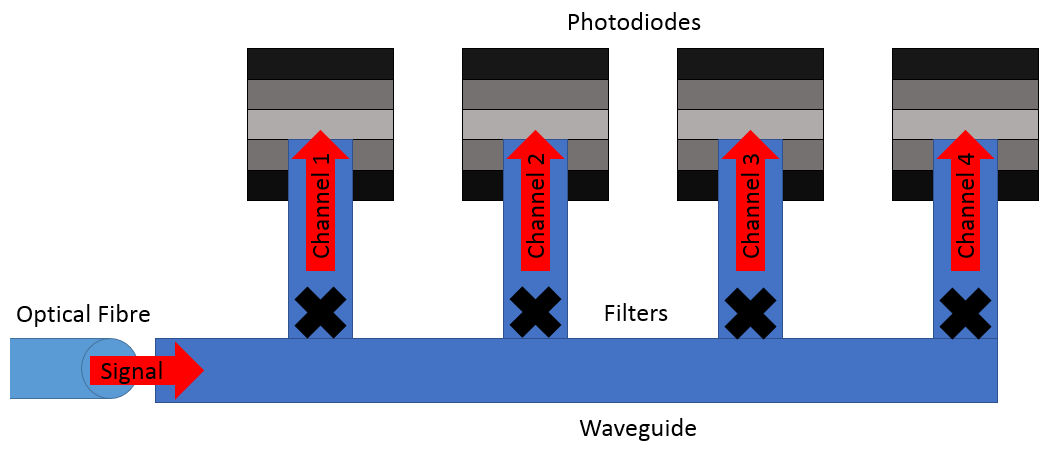 Photodiodes
Channel 1
Channel 2
Channel 3
Channel 4
Optical Fibre
Filters
Signal
Waveguide